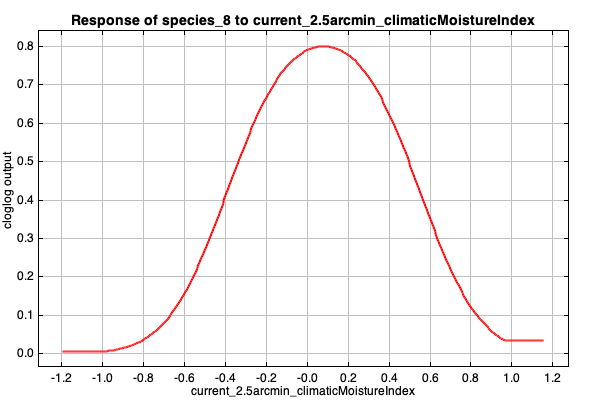 Response of species_8 to current_2.5arcmin_climaticMoistureIndex
0.8
0.7
0.6
0.5
0.4
0.3
0.2
0.1
0.0
cloglog output
-1.2 -1.0 -0.8 -0.6 -0.4 -0.2 -0.0 0.2 0.4 0.6 0.8 1.0 1.2
current_2.5arcmin_climaticMoistureIndex